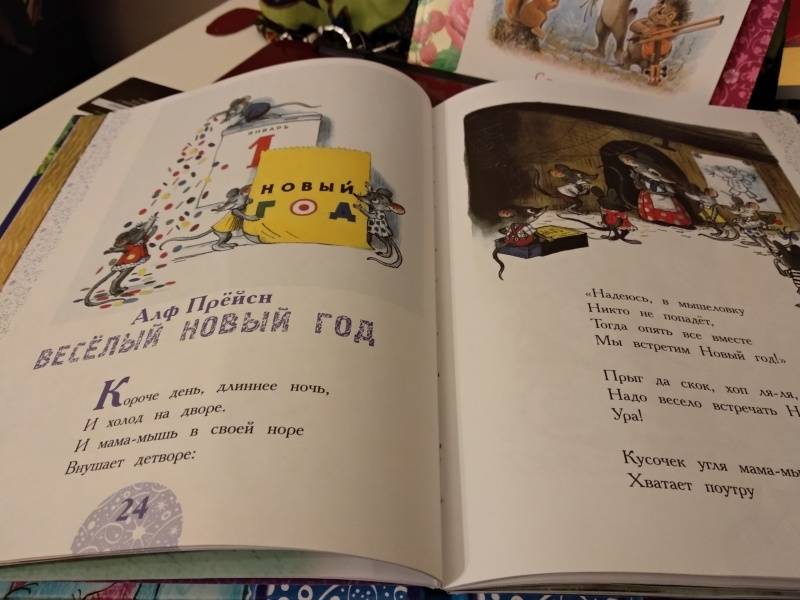 ЯНВАРЬ
1
НОВЫЙ
ГОД
Алф Прёйсн
ВЕСЁЛЫЙ НОВЫЙ ГОД
Короче день, длиннее ночь,
И холод на дворе.
И мама-мышь в своей норе
Внушает детворе:
24
«Надеюсь, в мышеловку
Никто не попадёт,
Тогда опять все вместе
Мы встретим Новый год!»
Прыг да скок, хоп ля-ля,
Надо весело встречать Н
Ура!
Кусочек угля мама-мы
Хватает поутру